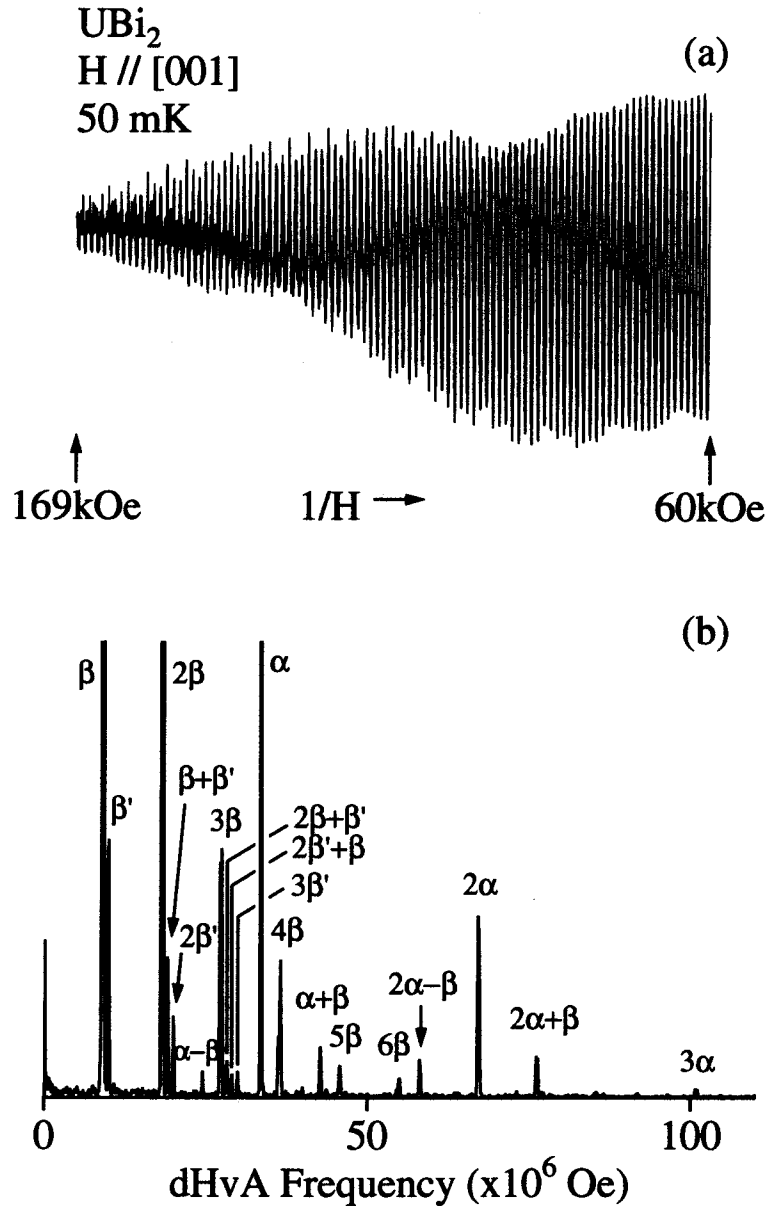 UBi₂
H // [001]
50 mK
(a)
169kOe
1/H
60kOe
(b)
β
2β
α
β+β'
β'
3β
2β+β'
2β'+β
3β'
2α
2β'
4β
α−β
α+β
5β
6β
2α−β
2α+β
3α
0
50
100
dHvA Frequency (x10⁶ Oe)